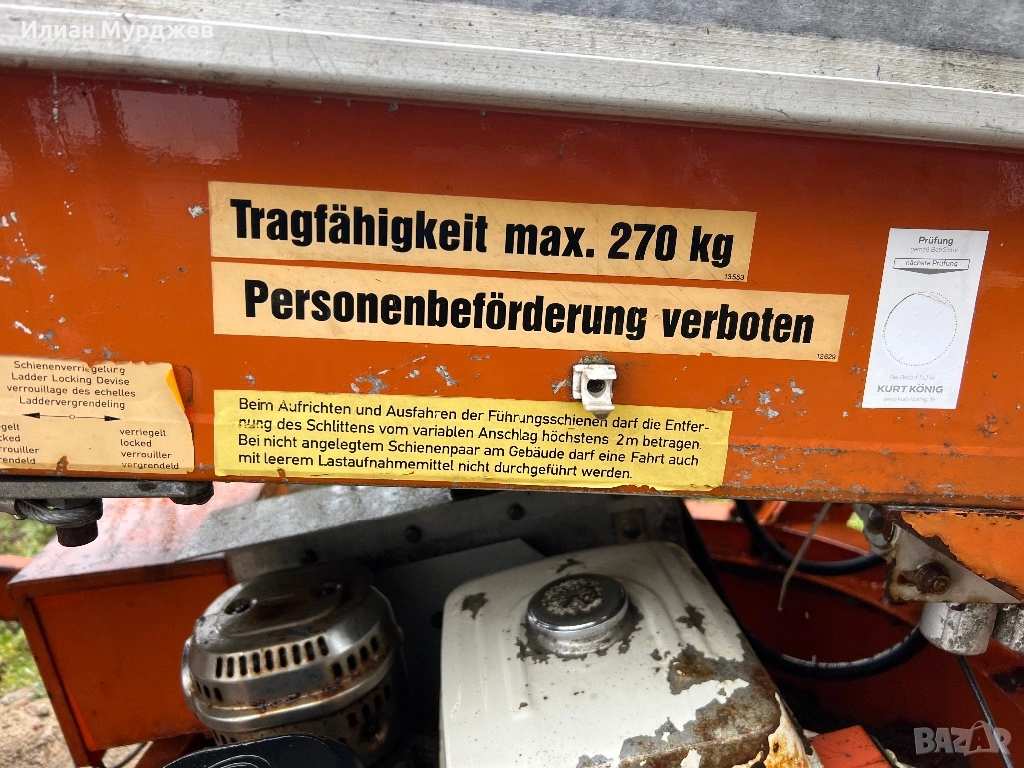 Илиан Мурджев
Tragfähigkeit max. 270 kg
13553
Personenbeförderung verboten
12629
Prüfung
nächste Prüfung
Schienenverriegelung
Ladder Locking Devise
verrouillage des echelles
Laddervergrendeling
verriegelt
locked
verrouiller
vergrendeld
Beim Aufrichten und Ausfahren der Führungsschienen darf die Entfer-
nung des Schlittens vom variablen Anschlag höchstens 2m betragen.
Bei nicht angelegtem Schienenpaar am Gebäude darf eine Fahrt auch
mit leerem Lastaufnahmemittel nicht durchgeführt werden.
KURT KÖNIG
BAZAR